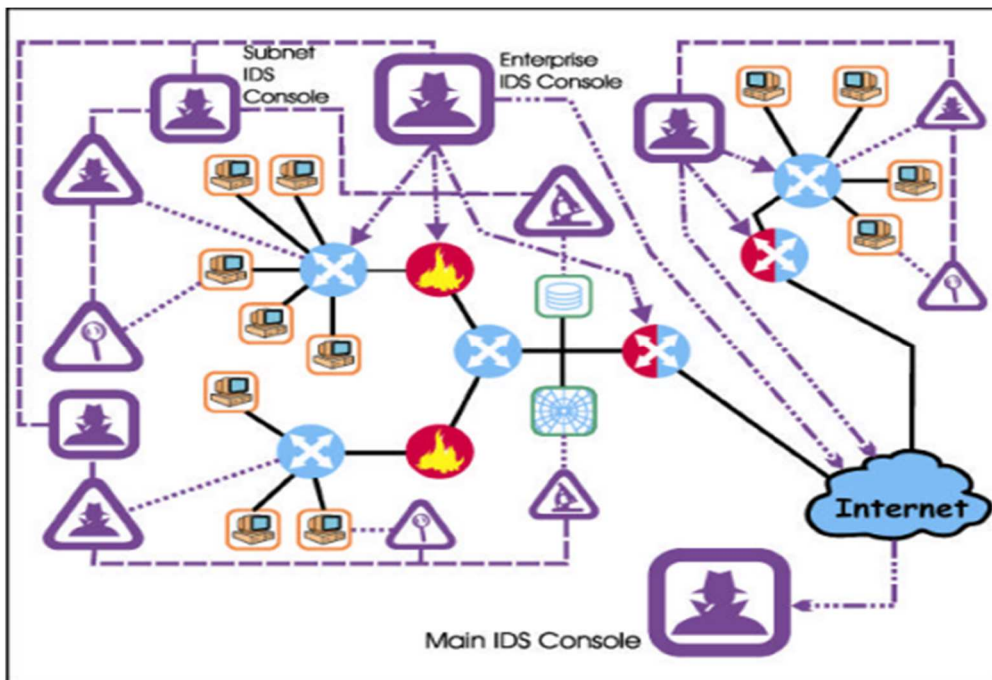 Subnet
IDS
Console
Enterprise
IDS Console
Internet
Main IDS Console